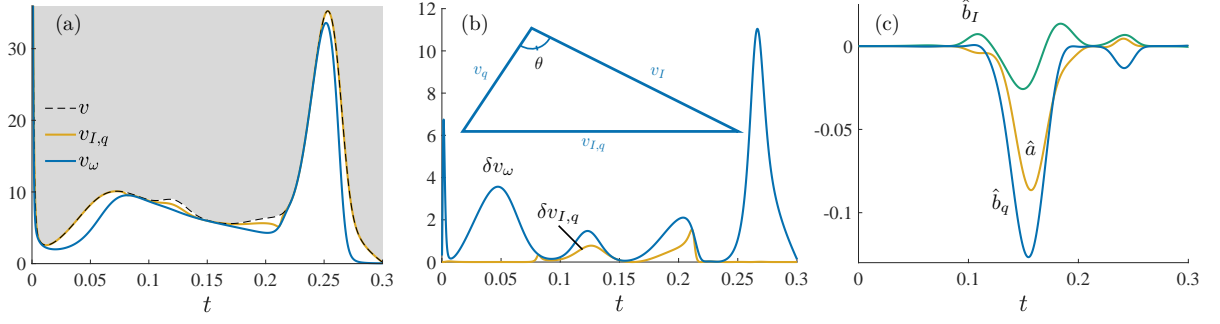 (a)
30
20
10
0
v
v_{I,q}
v_ω
0 0.05 0.1 0.15 0.2 0.25 0.3
t
(b)
12
10
8
6
4
2
0
v_q
θ
v_I
v_{I,q}
δv_ω
δv_{I,q}
0 0.05 0.1 0.15 0.2 0.25 0.3
t
(c)
0
-0.05
-0.1
b̂_I
â
b̂_q
0 0.1 0.2 0.3
t